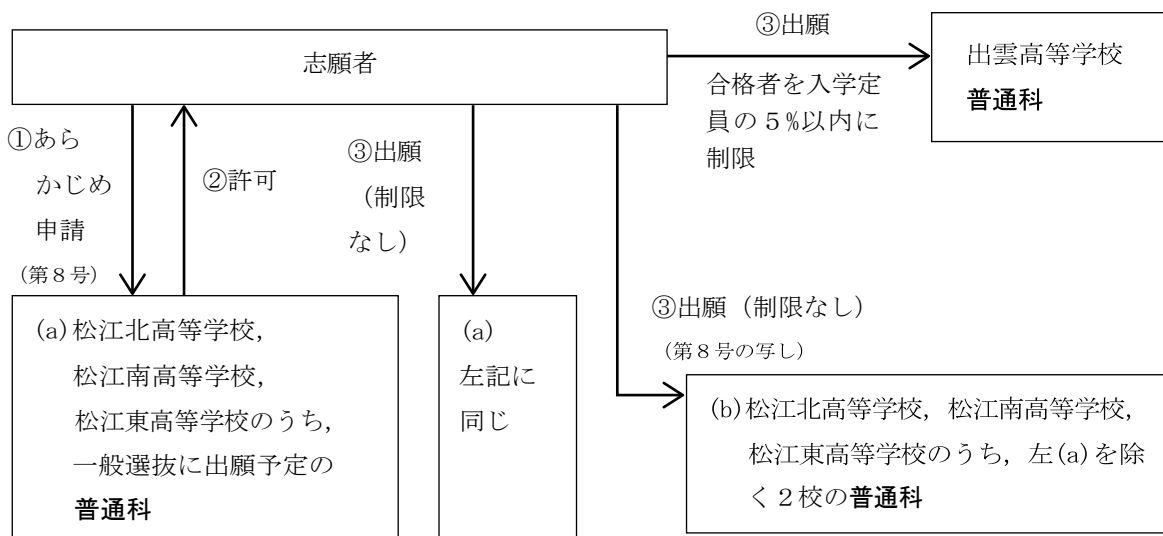 志願者
③出願
合格者を入学定
員の５%以内に
制限
出雲高等学校
普通科
①あら
かじめ
申請
（第８号）
②許可
③出願
（制限
なし）
③出願（制限なし）
（第８号の写し）
(a)松江北高等学校，
松江南高等学校，
松江東高等学校のうち，
一般選抜に出願予定の
普通科
(a)
左記に
同じ
(b)松江北高等学校，松江南高等学校，
松江東高等学校のうち，左(a)を除
く２校の普通科